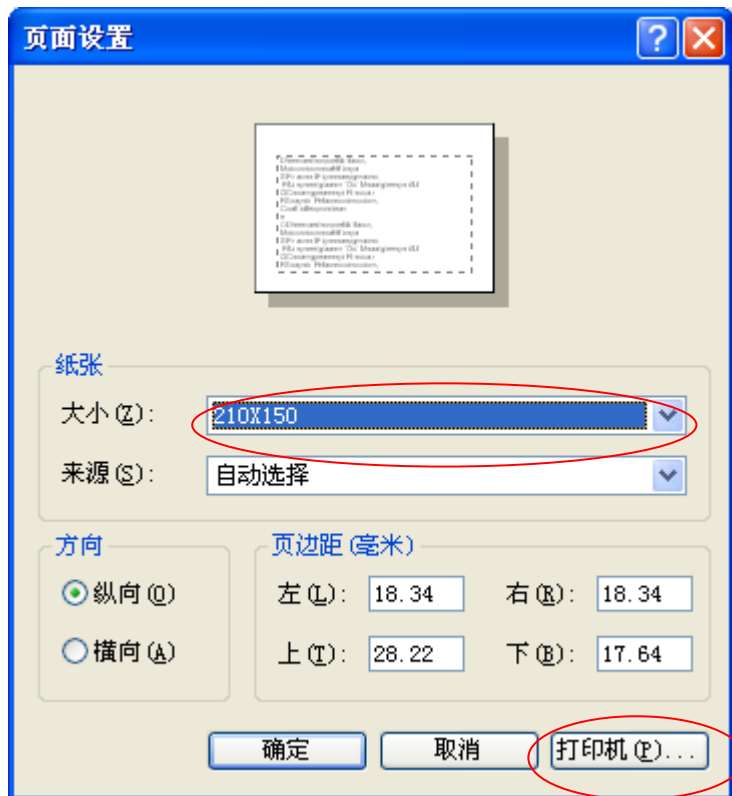 页面设置
纸张
大小(Z): 210X150
来源(S): 自动选择
方向 页边距(毫米)
纵向(O) 左(L): 18.34 右(R): 18.34
横向(A) 上(T): 28.22 下(B): 17.64
确定 取消 打印机(P)...